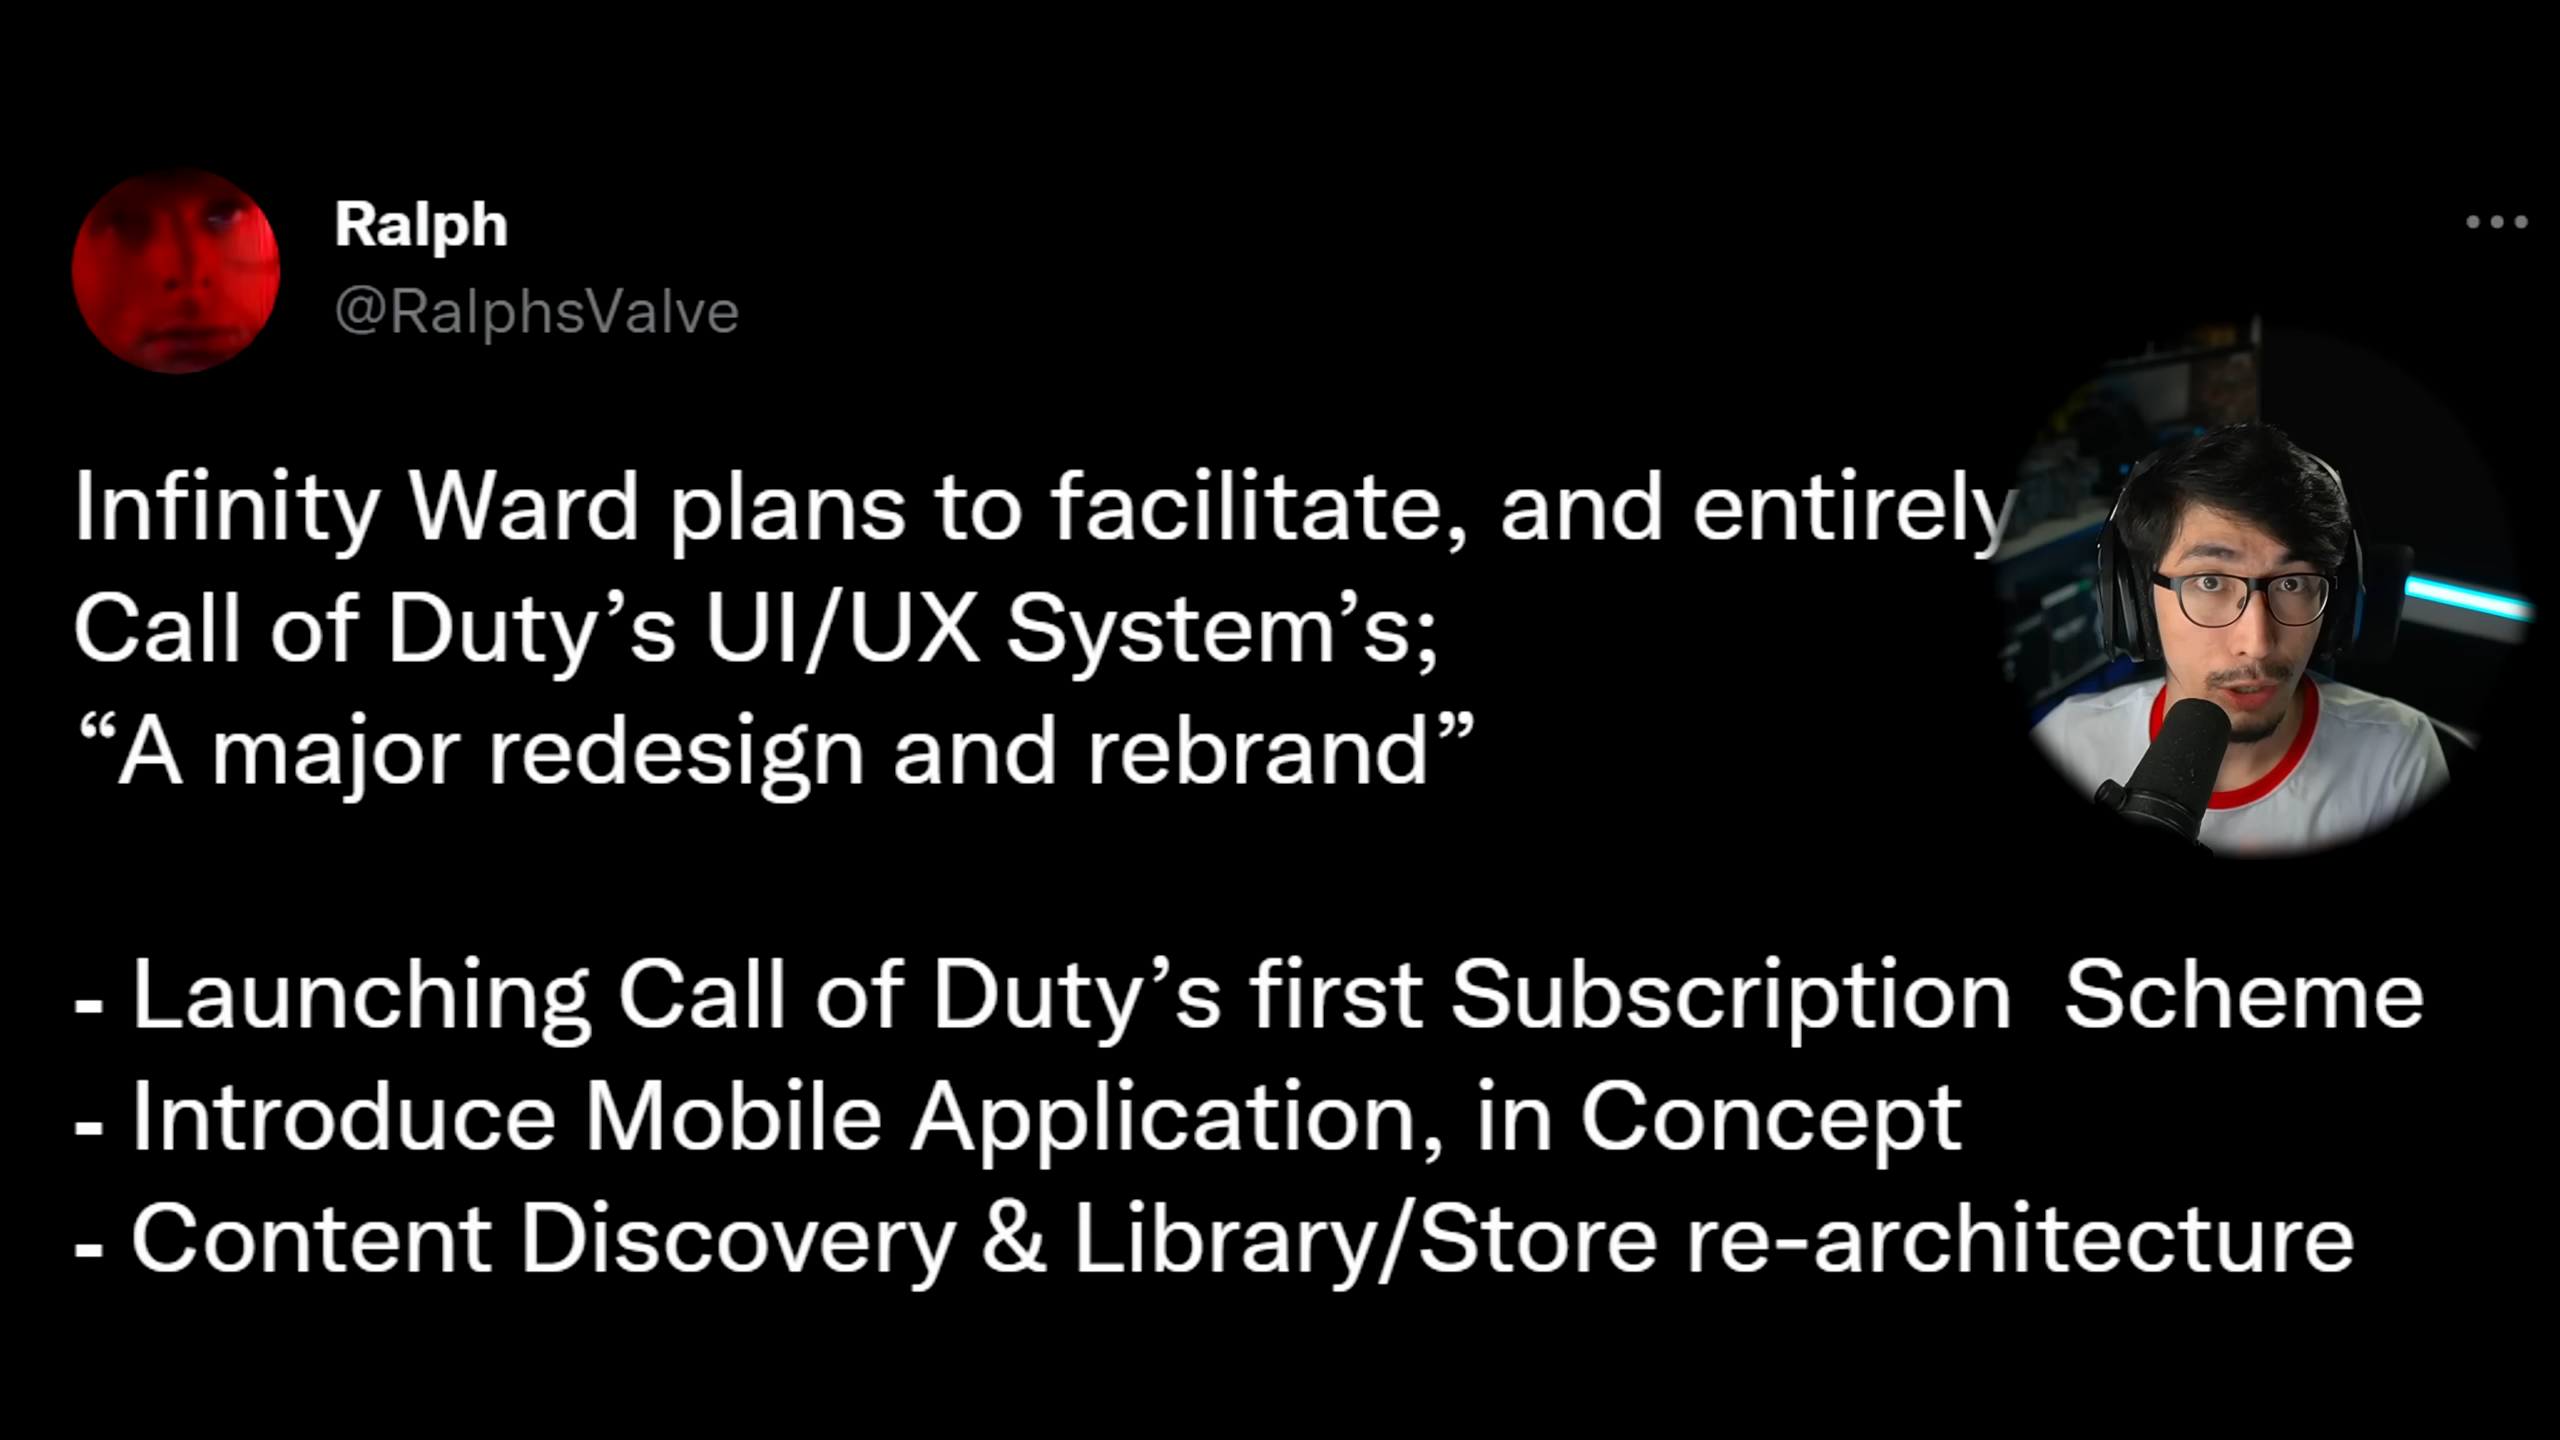 Ralph
@RalphsValve
Infinity Ward plans to facilitate, and entirely
Call of Duty’s UI/UX System’s;
“A major redesign and rebrand”
- Launching Call of Duty’s first Subscription  Scheme
- Introduce Mobile Application, in Concept
- Content Discovery & Library/Store re-architecture